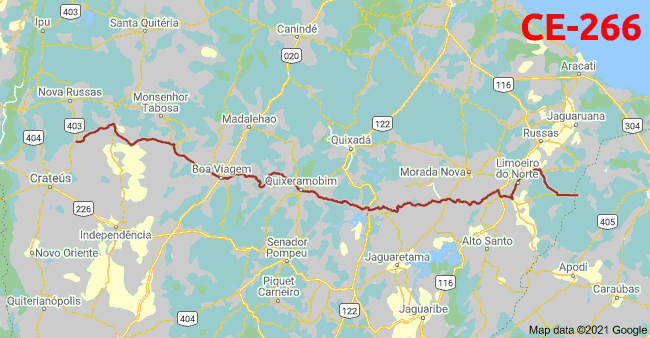 CE-266
403
Ipu
Santa Quitéria
Canindé
020
Aracati
Nova Russas
Monsenhor
Tabosa
Madalehao
116
122
Jaguaruana
304
403
404
Quixadá
Russas
Boa Viagem
Morada Nova
Limoeiro
do Norte
Crateús
Quixeramobim
226
405
Independência
Senador
Pompeu
Alto Santo
Novo Oriente
Jaguaretama
Apodi
Piquet
Carneiro
116
Caraúbas
Quiterianópolis
404
122
Jaguaribe
Map data ©2021 Google